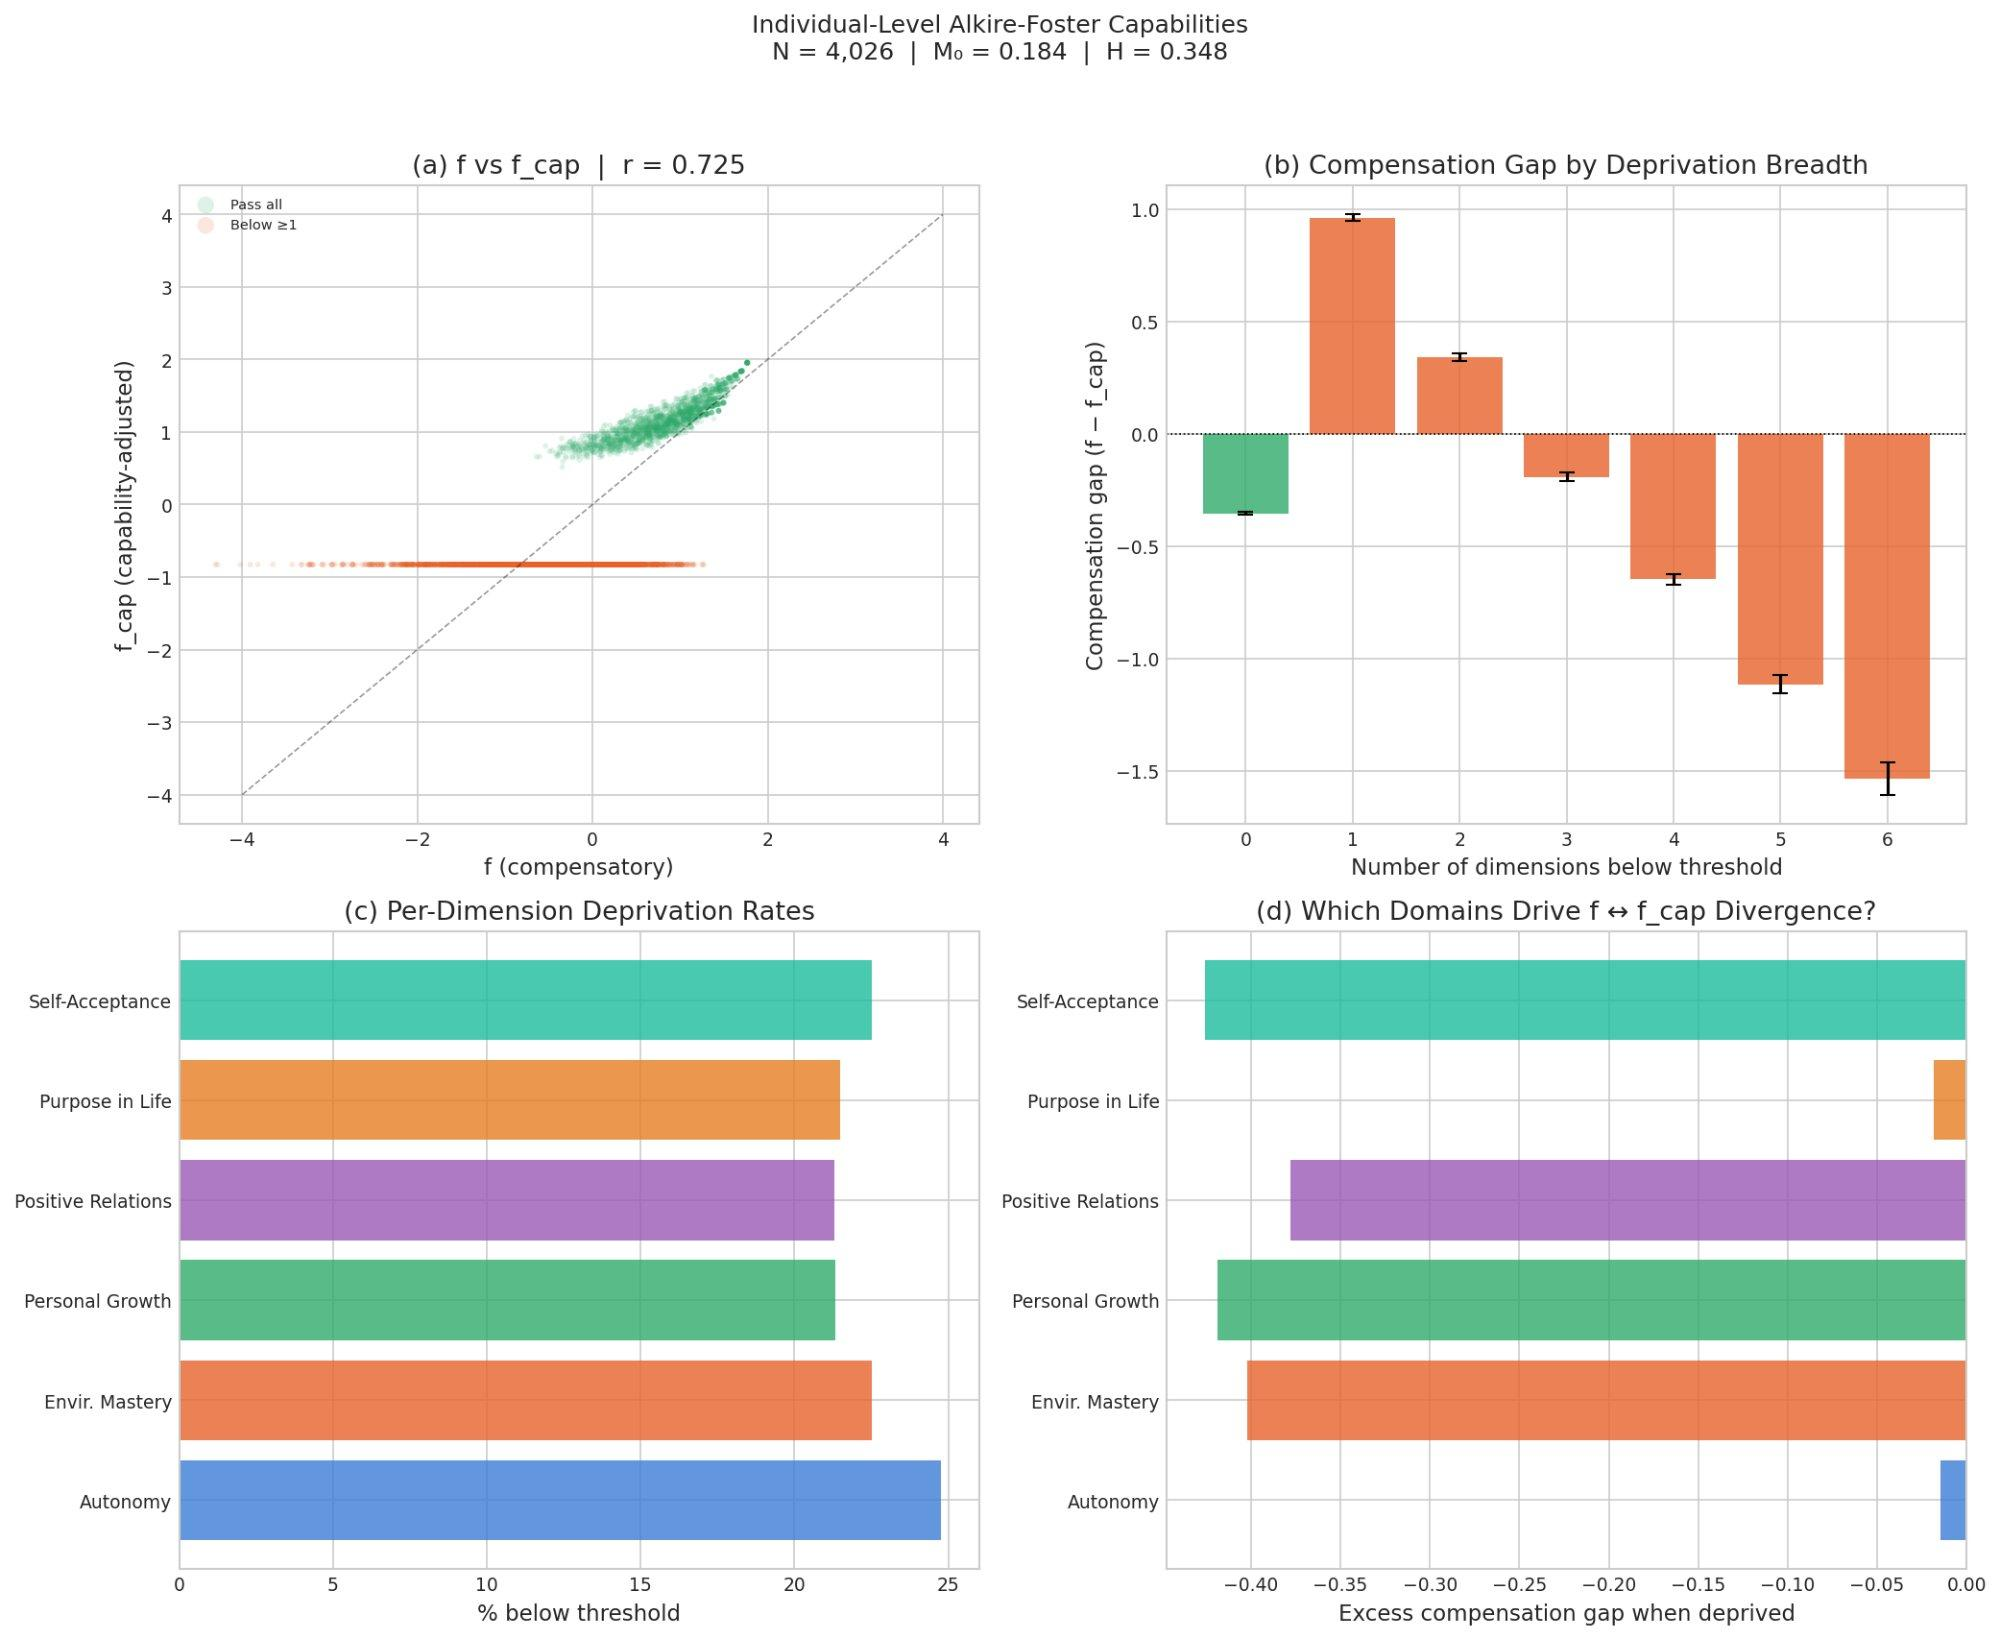 Individual-Level Alkire-Foster Capabilities
N = 4,026 | M₀ = 0.184 | H = 0.348
(a) f vs f_cap | r = 0.725
Pass all
Below ≥1
4
3
2
1
0
−1
−2
−3
−4
f_cap (capability-adjusted)
−4
−2
0
2
4
f (compensatory)
(b) Compensation Gap by Deprivation Breadth
1.0
0.5
0.0
−0.5
−1.0
−1.5
Compensation gap (f − f_cap)
0
1
2
3
4
5
6
Number of dimensions below threshold
(c) Per-Dimension Deprivation Rates
Self-Acceptance
Purpose in Life
Positive Relations
Personal Growth
Envir. Mastery
Autonomy
0
5
10
15
20
25
% below threshold
(d) Which Domains Drive f ↔ f_cap Divergence?
Self-Acceptance
Purpose in Life
Positive Relations
Personal Growth
Envir. Mastery
Autonomy
−0.40
−0.35
−0.30
−0.25
−0.20
−0.15
−0.10
−0.05
0.00
Excess compensation gap when deprived